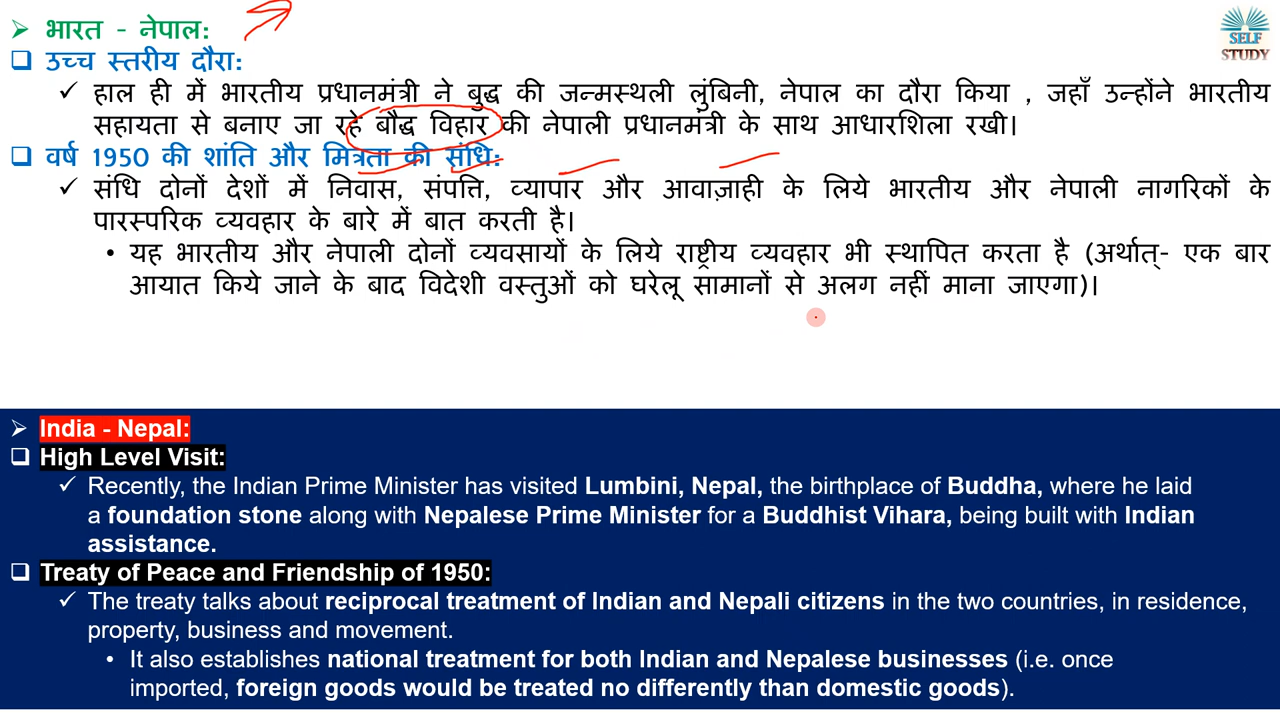 ➢ भारत - नेपाल:
❑ उच्च स्तरीय दौरा:
✓ हाल ही में भारतीय प्रधानमंत्री ने बुद्ध की जन्मस्थली लुंबिनी, नेपाल का दौरा किया , जहाँ उन्होंने भारतीय
सहायता से बनाए जा रहे बौद्ध विहार की नेपाली प्रधानमंत्री के साथ आधारशिला रखी।
❑ वर्ष 1950 की शांति और मित्रता की संधि:
✓ संधि दोनों देशों में निवास, संपत्ति, व्यापार और आवाज़ाही के लिये भारतीय और नेपाली नागरिकों के
पारस्परिक व्यवहार के बारे में बात करती है।
• यह भारतीय और नेपाली दोनों व्यवसायों के लिये राष्ट्रीय व्यवहार भी स्थापित करता है (अर्थात्- एक बार
आयात किये जाने के बाद विदेशी वस्तुओं को घरेलू सामानों से अलग नहीं माना जाएगा)।
SELF
STUDY
➢ India - Nepal:
❑ High Level Visit:
✓ Recently, the Indian Prime Minister has visited Lumbini, Nepal, the birthplace of Buddha, where he laid
a foundation stone along with Nepalese Prime Minister for a Buddhist Vihara, being built with Indian
assistance.
❑ Treaty of Peace and Friendship of 1950:
✓ The treaty talks about reciprocal treatment of Indian and Nepali citizens in the two countries, in residence,
property, business and movement.
• It also establishes national treatment for both Indian and Nepalese businesses (i.e. once
imported, foreign goods would be treated no differently than domestic goods).